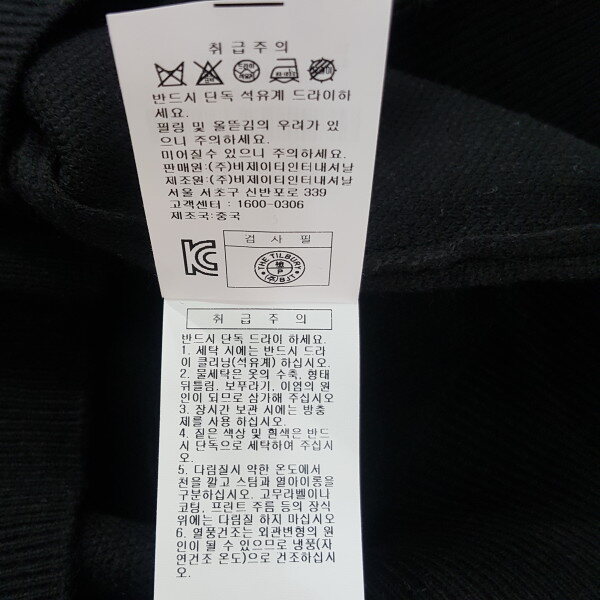 취급주의
반드시 단독 석유계 드라이하
세요.
필링 및 올뜯김의 우려가 있
으니 주의하세요.
미어질수 있으니 주의하세요.
판매원:(주)비제이티인터내셔날
제조원:(주)비제이티인터내셔날
서울 서초구 신반포로 339
고객센터 : 1600-0306
제조국:중국
검 사 필
THE TILBURY
P
취 급 주 의
반드시 단독 드라이 하세요.
1. 세탁 시에는 반드시 드라
이 클리닝(석유계) 하십시오.
2. 물세탁은 옷의 수축, 형태
뒤틀림, 보푸라기, 이염의 원
인이 되므로 삼가해 주십시오
3. 장시간 보관 시에는 방충
제를 사용 하십시오.
4. 짙은 색상 및 흰색은 반드
시 단독으로 세탁하여 주십시
오.
5. 다림질시 약한 온도에서
천을 깔고 스팀과 열아이롱을
구분하십시오. 고무라벨이나
코팅, 프린트 주름 등의 장식
위에는 다림질 하지 마십시오
6. 열풍건조는 외관변형의 원
인이 될 수 있으므로 냉풍(자
연건조 온도)으로 건조하십시
오.